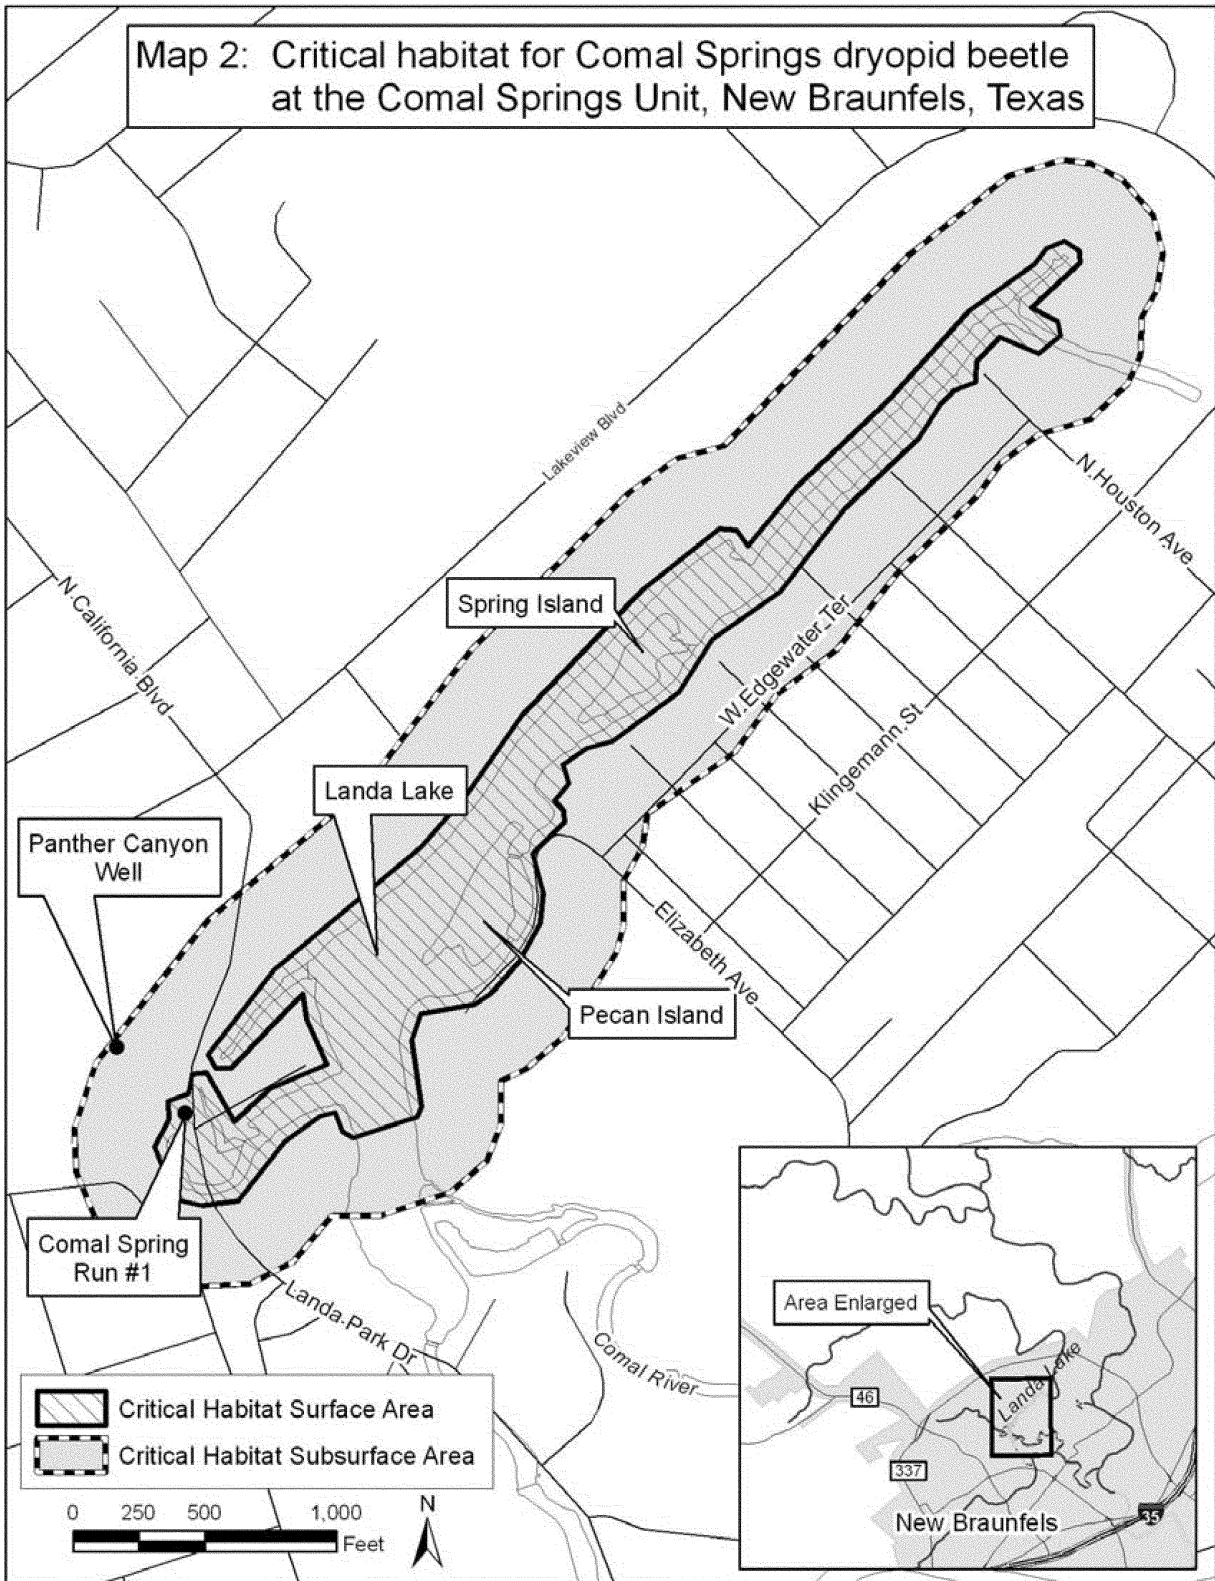 Map 2: Critical habitat for Comal Springs dryopid beetle
at the Comal Springs Unit, New Braunfels, Texas
Lakeview Blvd
N Houston Ave
N California Blvd
Spring Island
W Edgewater Ter
Klingemann St
Landa Lake
Panther Canyon
Well
Elizabeth Ave
Pecan Island
Comal Spring
Run #1
Landa Park Dr
Comal River
Area Enlarged
Landa Lake
46
337
35
New Braunfels
Critical Habitat Surface Area
Critical Habitat Subsurface Area
0 250 500 1,000
Feet
N